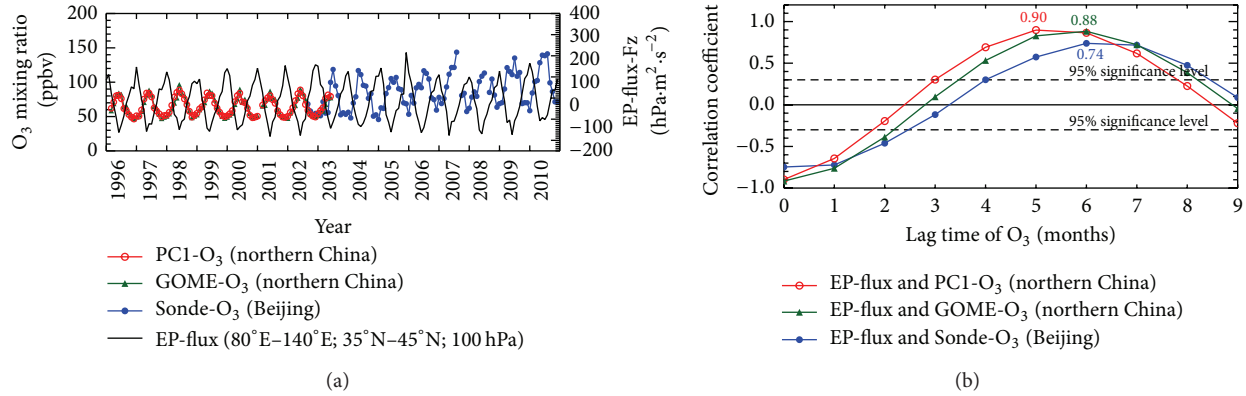 200
150
100
50
0
O₃ mixing ratio
(ppbv)
400
300
200
100
0
−100
−200
EP-flux-Fz
(hPa·m²·s⁻²)
1996
1997
1998
1999
2000
2001
2002
2003
2004
2005
2006
2007
2008
2009
2010
Year
PC1-O₃ (northern China)
GOME-O₃ (northern China)
Sonde-O₃ (Beijing)
EP-flux (80°E–140°E; 35°N–45°N; 100 hPa)
(a)
1.0
0.5
0.0
−0.5
−1.0
Correlation coefficient
0.90
0.88
0.74
95% significance level
95% significance level
0 1 2 3 4 5 6 7 8 9
Lag time of O₃ (months)
EP-flux and PC1-O₃ (northern China)
EP-flux and GOME-O₃ (northern China)
EP-flux and Sonde-O₃ (Beijing)
(b)